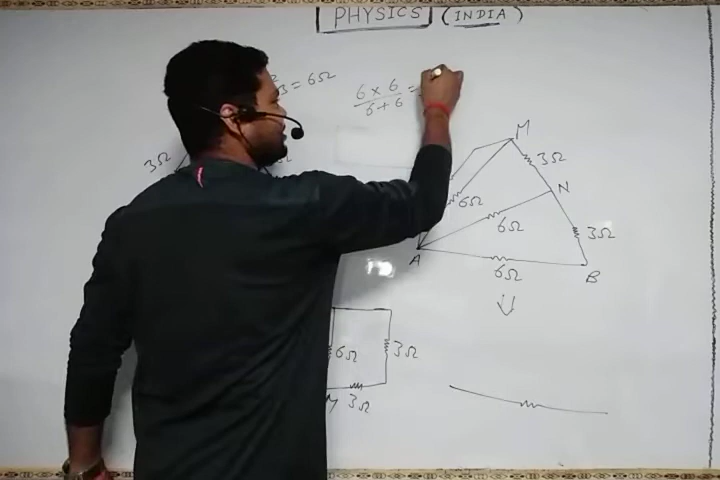 PHYSICS (INDIA)
3 = 6Ω
6 × 6 / 6 + 6 =
3Ω
M
3Ω
6Ω
N
6Ω
3Ω
A
6Ω
B
6Ω
3Ω
M 3Ω